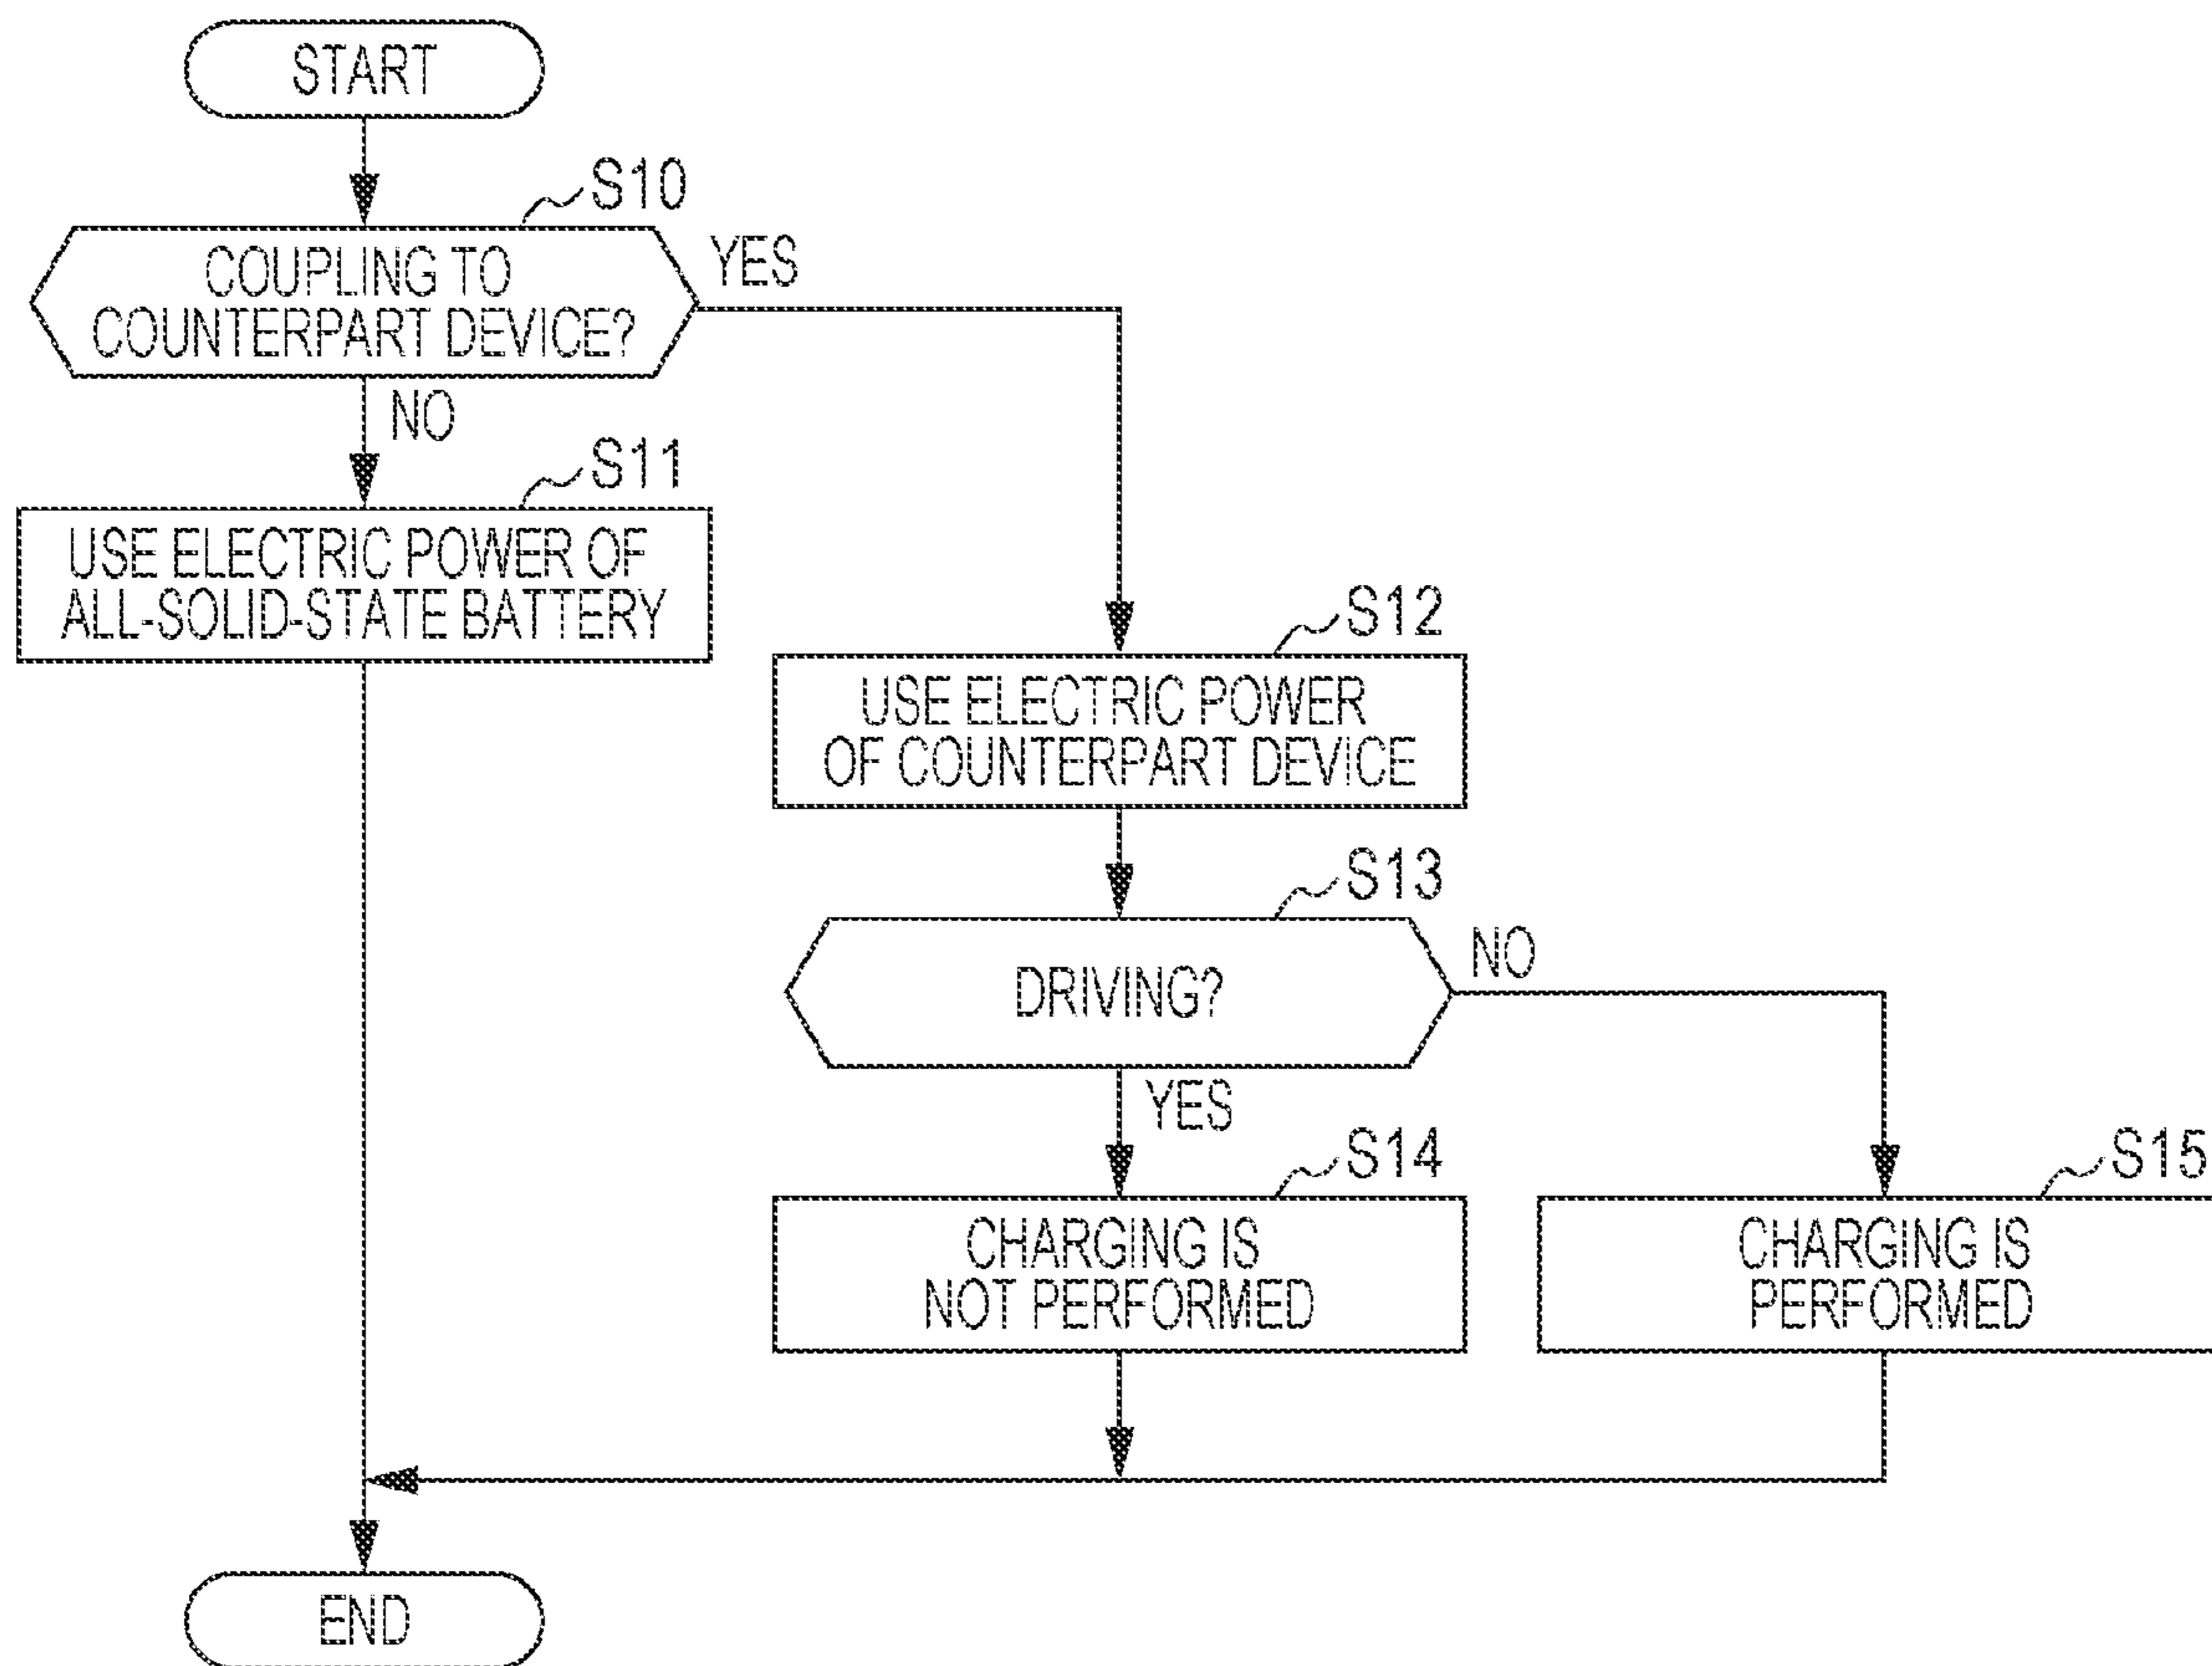 START
S10
COUPLING TO
COUNTERPART DEVICE?
YES
NO
S11
USE ELECTRIC POWER OF
ALL-SOLID-STATE BATTERY
S12
USE ELECTRIC POWER
OF COUNTERPART DEVICE
S13
DRIVING?
NO
YES
S14
CHARGING IS
NOT PERFORMED
S15
CHARGING IS
PERFORMED
END